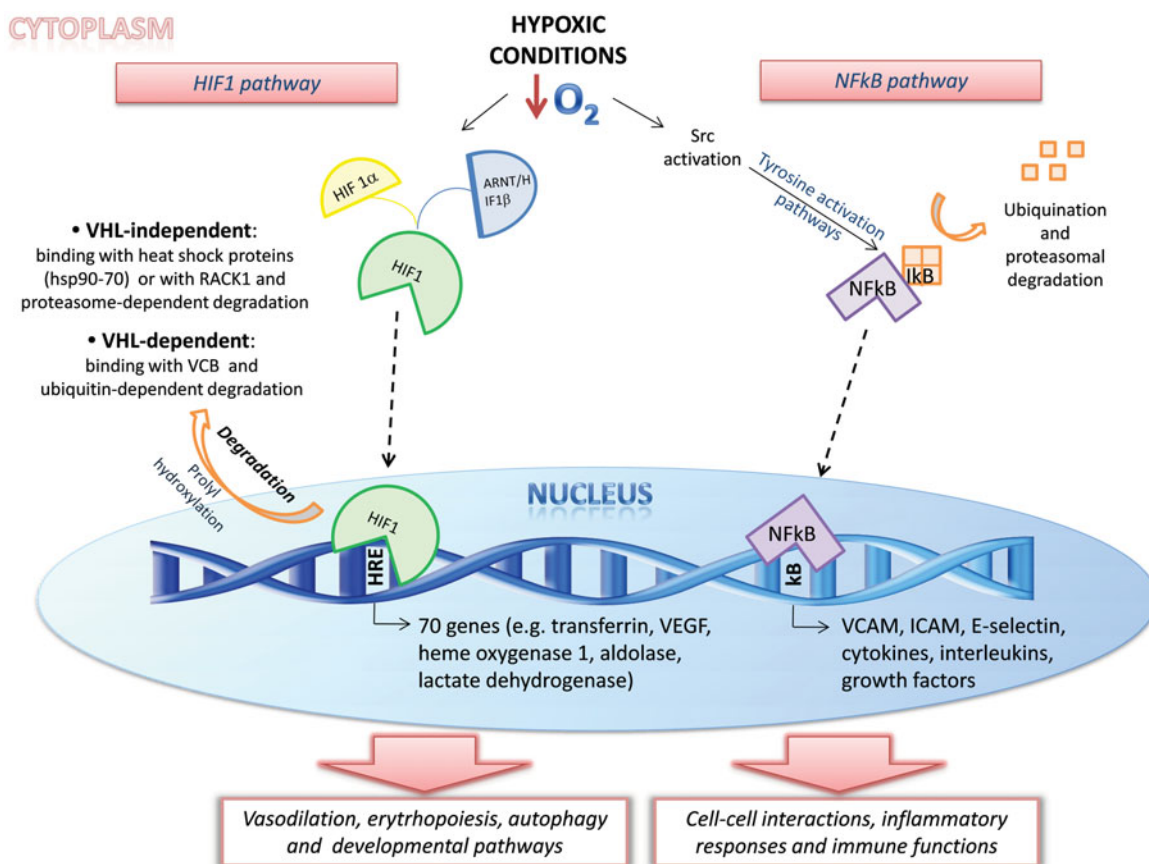 CYTOPLASM
HYPOXIC
CONDITIONS
O2
HIF1 pathway
NFkB pathway
HIF 1α
ARNT/H
IF1β
HIF1
• VHL-independent:
binding with heat shock proteins
(hsp90-70) or with RACK1 and
proteasome-dependent degradation
• VHL-dependent:
binding with VCB and
ubiquitin-dependent degradation
Degradation
Prolyl
hydroxylation
Src
activation
Tyrosine activation
pathways
NFkB
IkB
Ubiquination
and
proteasomal
degradation
NUCLEUS
HIF1
HRE
NFkB
kB
70 genes (e.g. transferrin, VEGF,
heme oxygenase 1, aldolase,
lactate dehydrogenase)
VCAM, ICAM, E-selectin,
cytokines, interleukins,
growth factors
Vasodilation, erytrhopoiesis, autophagy
and developmental pathways
Cell-cell interactions, inflammatory
responses and immune functions